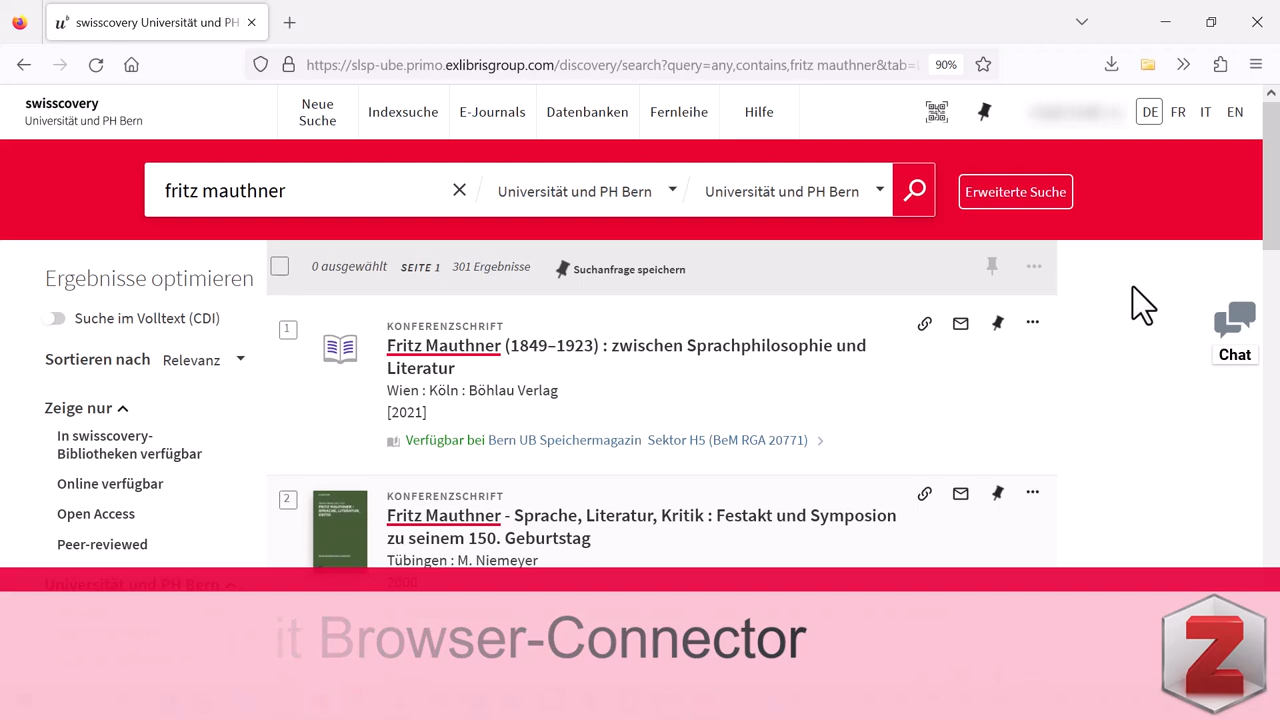 swisscovery Universität und PH
https://slsp-ube.primo.exlibrisgroup.com/discovery/search?query=any,contains,fritz mauthner&tab=
90%
swisscovery
Universität und PH Bern
Neue
Suche
Indexsuche
E-Journals
Datenbanken
Fernleihe
Hilfe
DE
FR
IT
EN
fritz mauthner
Universität und PH Bern
Universität und PH Bern
Erweiterte Suche
Ergebnisse optimieren
Suche im Volltext (CDI)
Sortieren nach Relevanz
Zeige nur
In swisscovery-
Bibliotheken verfügbar
Online verfügbar
Open Access
Peer-reviewed
Universität und PH Bern
0 ausgewählt SEITE 1 301 Ergebnisse
Suchanfrage speichern
1
KONFERENZSCHRIFT
Fritz Mauthner (1849–1923) : zwischen Sprachphilosophie und
Literatur
Wien : Köln : Böhlau Verlag
[2021]
Verfügbar bei Bern UB Speichermagazin Sektor H5 (BeM RGA 20771)
2
KONFERENZSCHRIFT
Fritz Mauthner - Sprache, Literatur, Kritik : Festakt und Symposion
zu seinem 150. Geburtstag
Tübingen : M. Niemeyer
2000
Chat
it Browser-Connector
Z